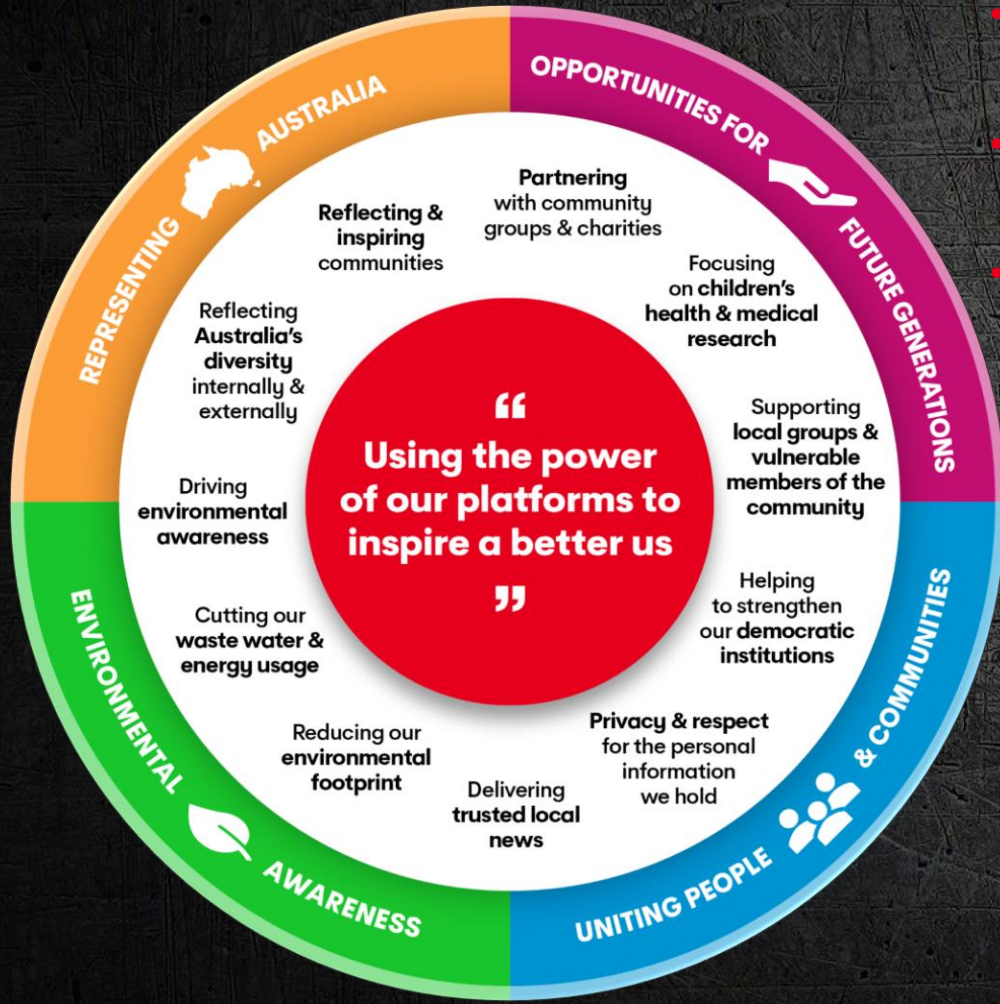 REPRESENTING AUSTRALIA
OPPORTUNITIES FOR FUTURE GENERATIONS
UNITING PEOPLE & COMMUNITIES
ENVIRONMENTAL AWARENESS
Partnering
with community
groups & charities
Focusing
on children's
health & medical
research
Supporting
local groups &
vulnerable
members of the
community
Helping
to strengthen
our democratic
institutions
Privacy & respect
for the personal
information
we hold
Delivering
trusted local
news
Reducing our
environmental
footprint
Cutting our
waste water &
energy usage
Driving
environmental
awareness
Reflecting
Australia's
diversity
internally &
externally
Reflecting &
inspiring
communities
“
Using the power
of our platforms to
inspire a better us
”